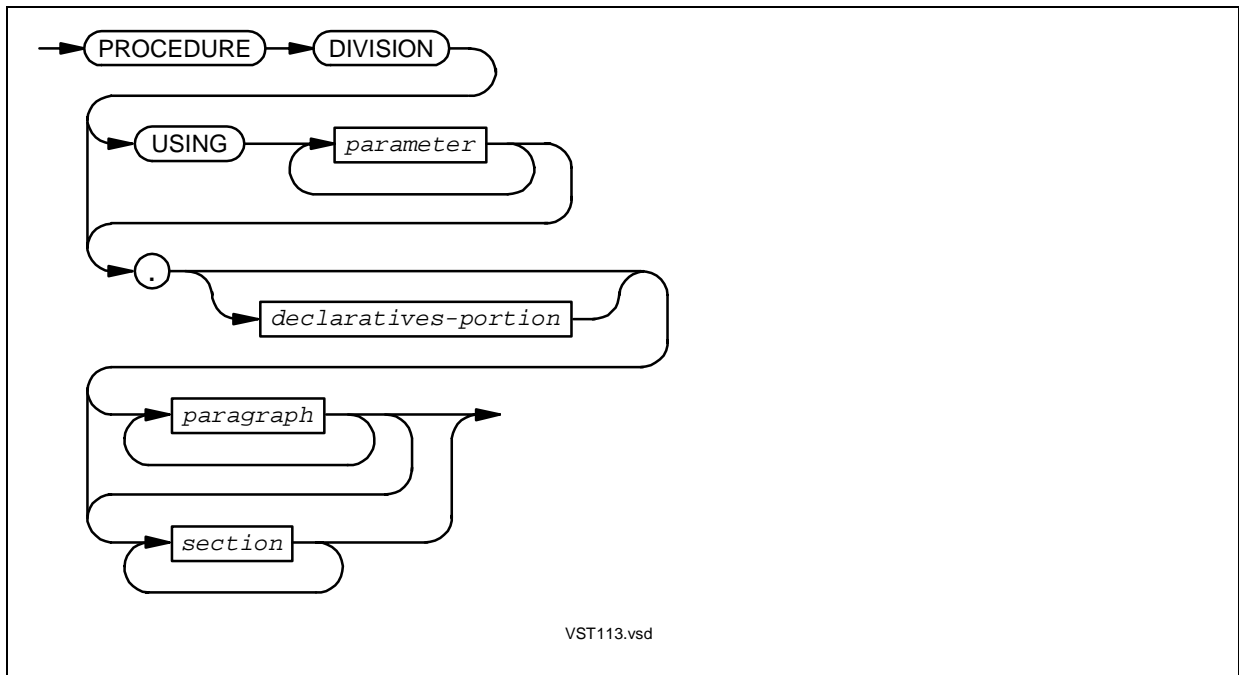 PROCEDURE DIVISION
USING parameter
.
declaratives-portion
paragraph
section
VST113.vsd